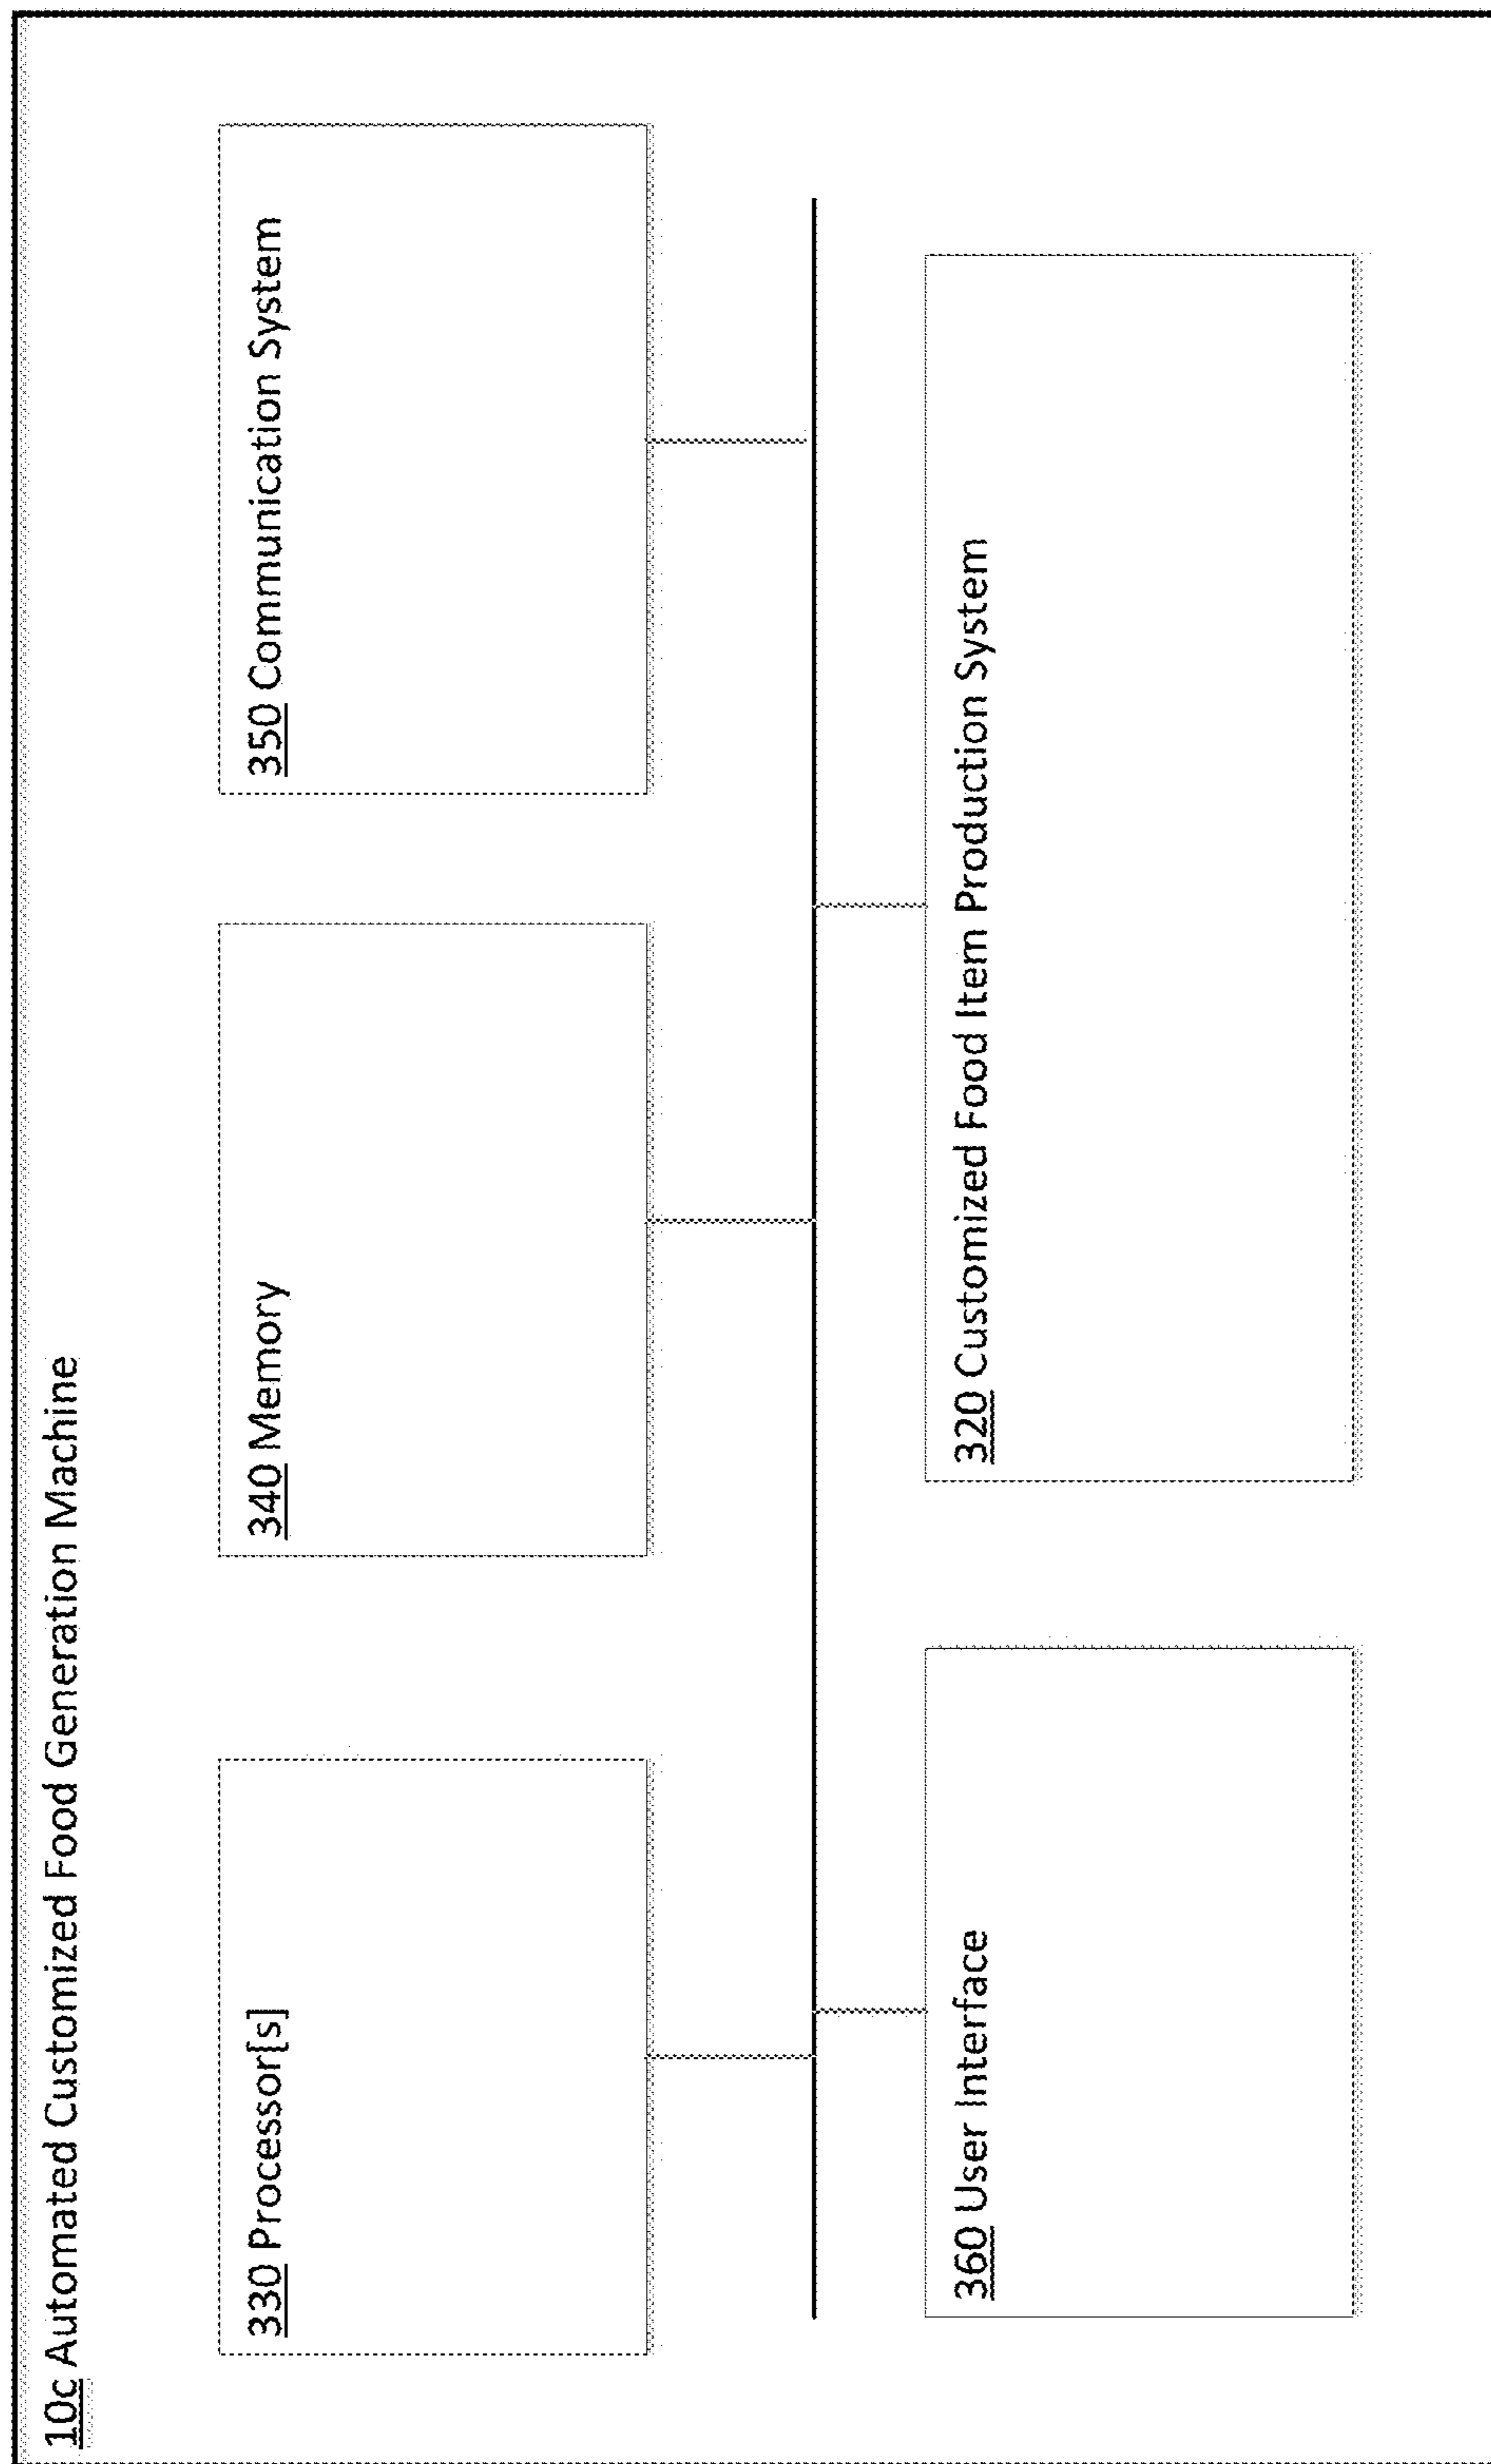 10c Automated Customized Food Generation Machine
330 Processor[s]
340 Memory
350 Communication System
360 User Interface
320 Customized Food Item Production System